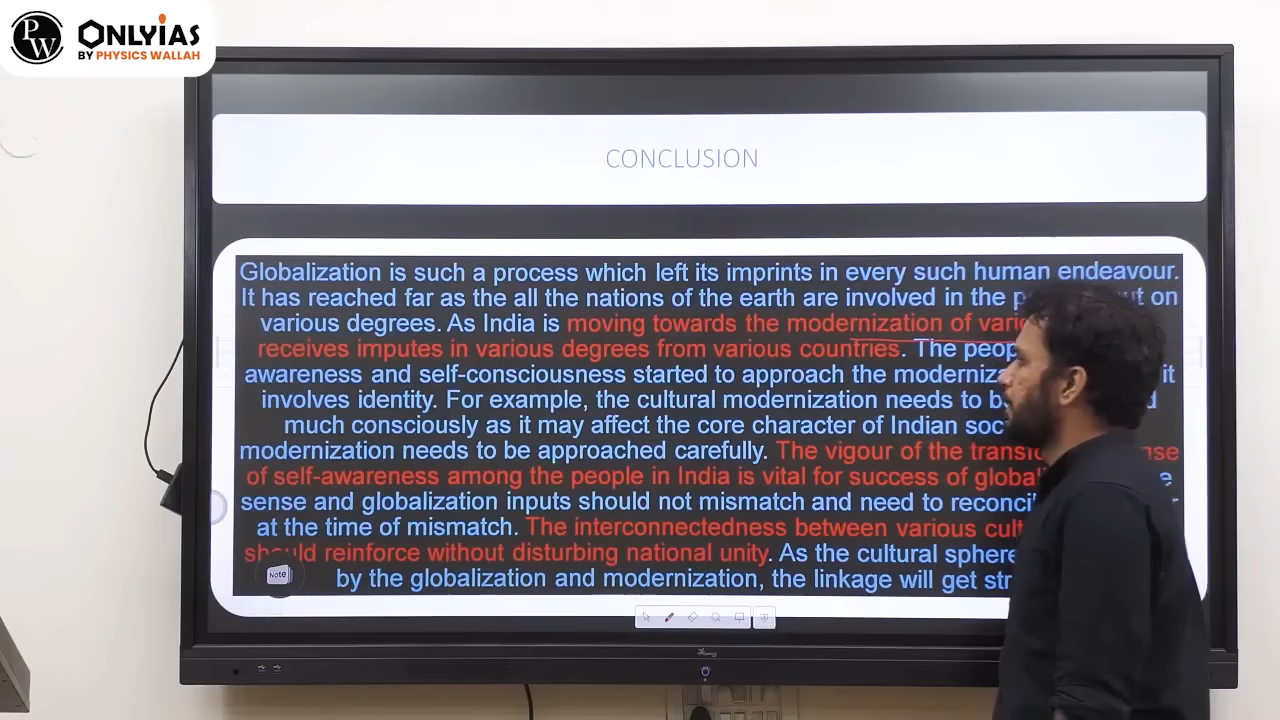 PW
ONLYIAS
BY PHYSICS WALLAH
CONCLUSION
Globalization is such a process which left its imprints in every such human endeavour.
It has reached far as the all the nations of the earth are involved in the on
various degrees. As India is moving towards the modernization of
receives imputes in various degrees from various countries. The
awareness and self-consciousness started to approach the it
involves identity. For example, the cultural modernization needs to
much consciously as it may affect the core character of Indian
modernization needs to be approached carefully. The vigour of the
of self-awareness among the people in India is vital for success of
sense and globalization inputs should not mismatch and need to
at the time of mismatch. The interconnectedness between various
should reinforce without disturbing national unity. As the cultural
by the globalization and modernization, the linkage will get
Note